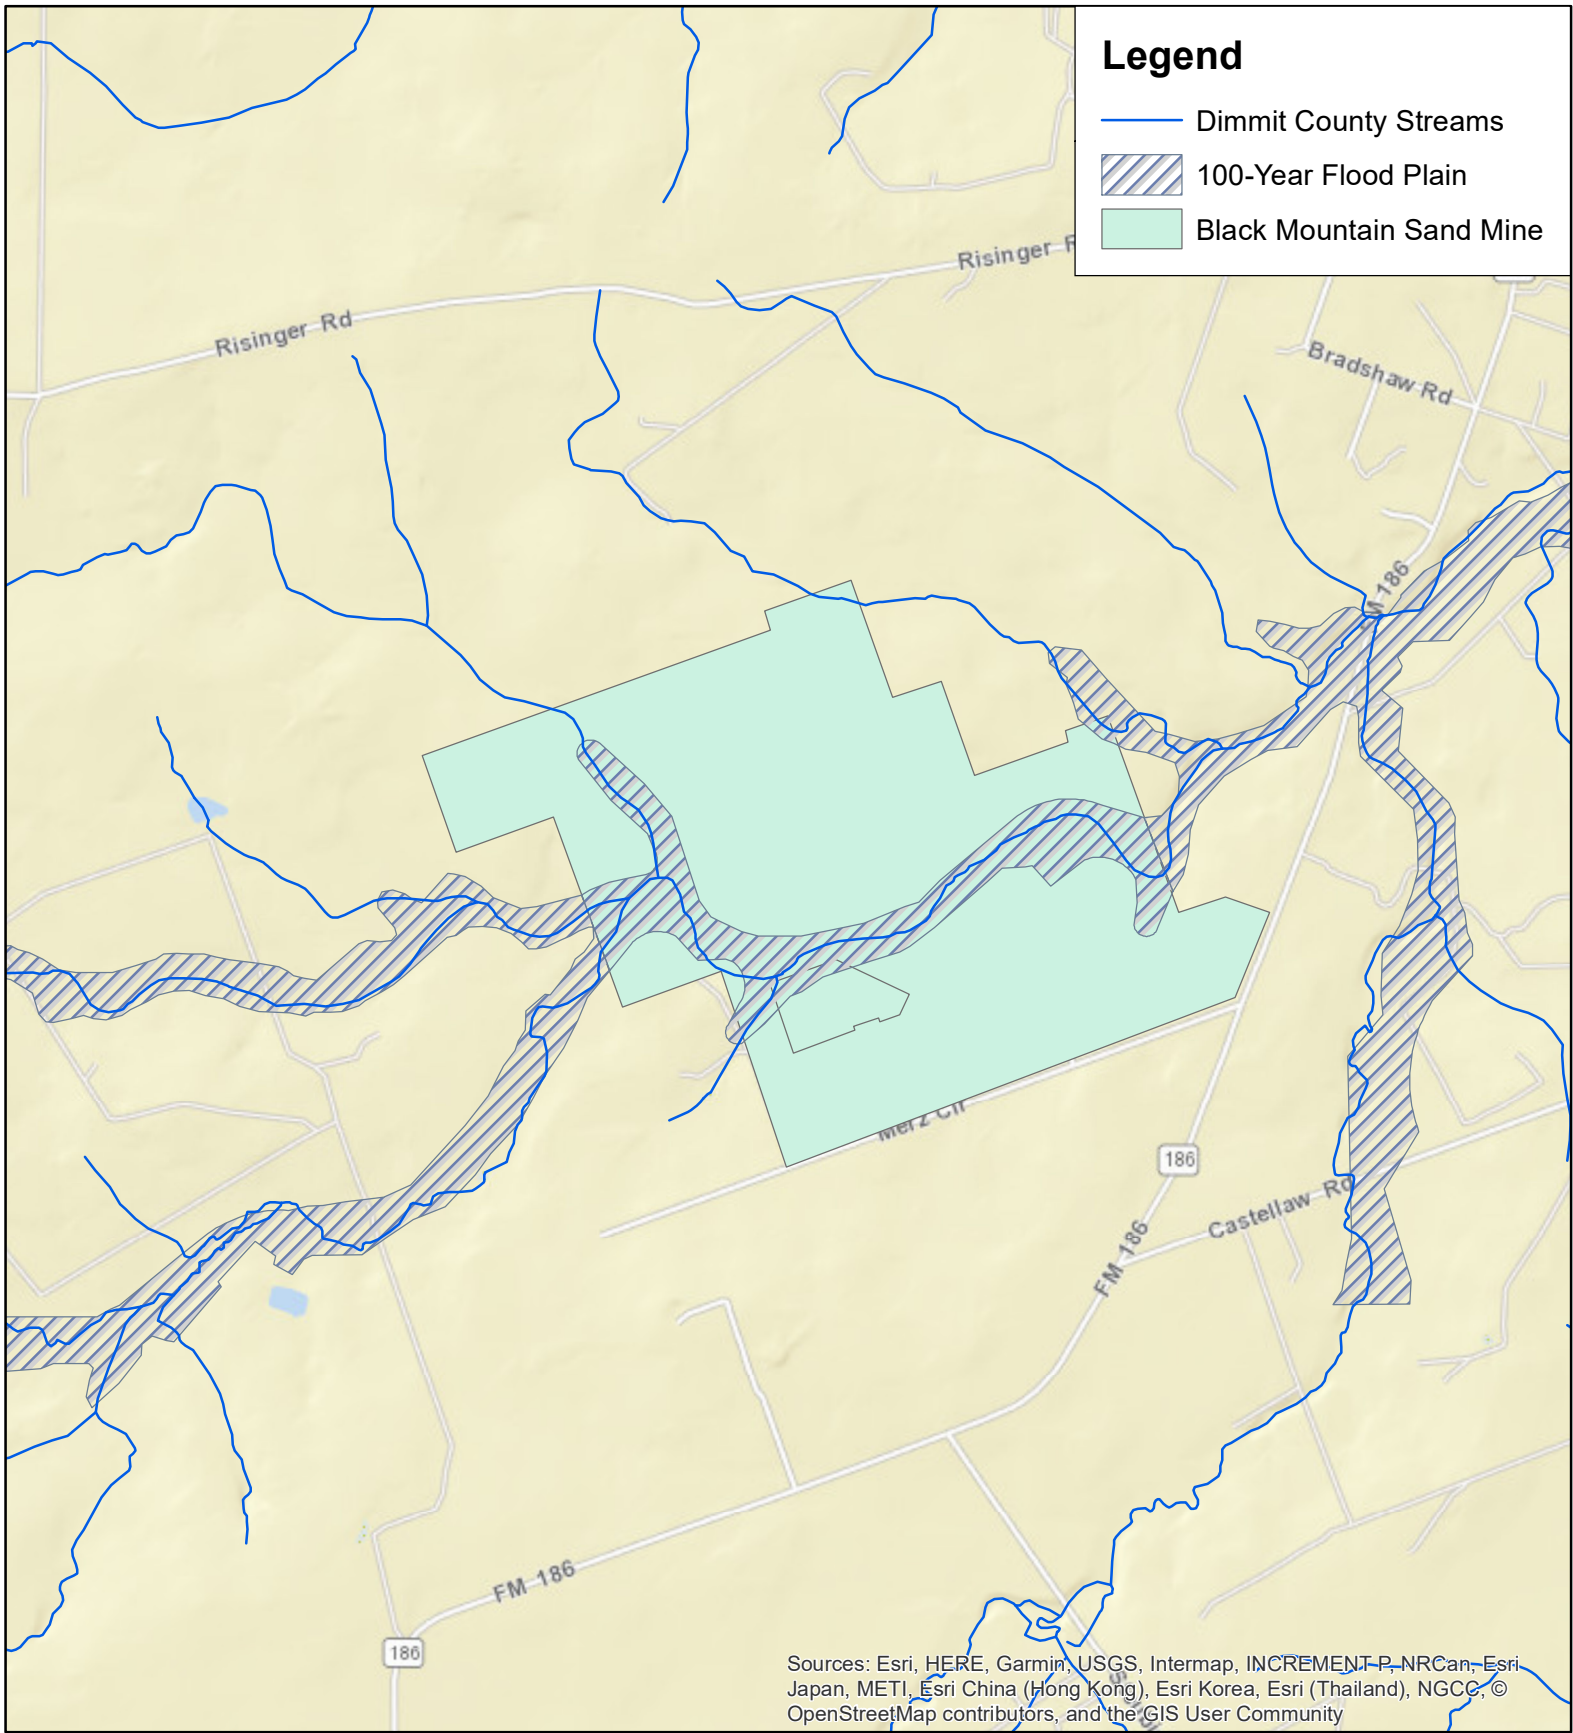 Legend
Dimmit County Streams
100-Year Flood Plain
Black Mountain Sand Mine
Risinger
Risinger Rd
Bradshaw Rd
186
Merz Cir
186
Castellaw Rd
FM 186
FM 186
186
Sources: Esri, HERE, Garmin, USGS, Intermap, INCREMENT P, NRCan, Esri
Japan, METI, Esri China (Hong Kong), Esri Korea, Esri (Thailand), NGCC, ©
OpenStreetMap contributors, and the GIS User Community